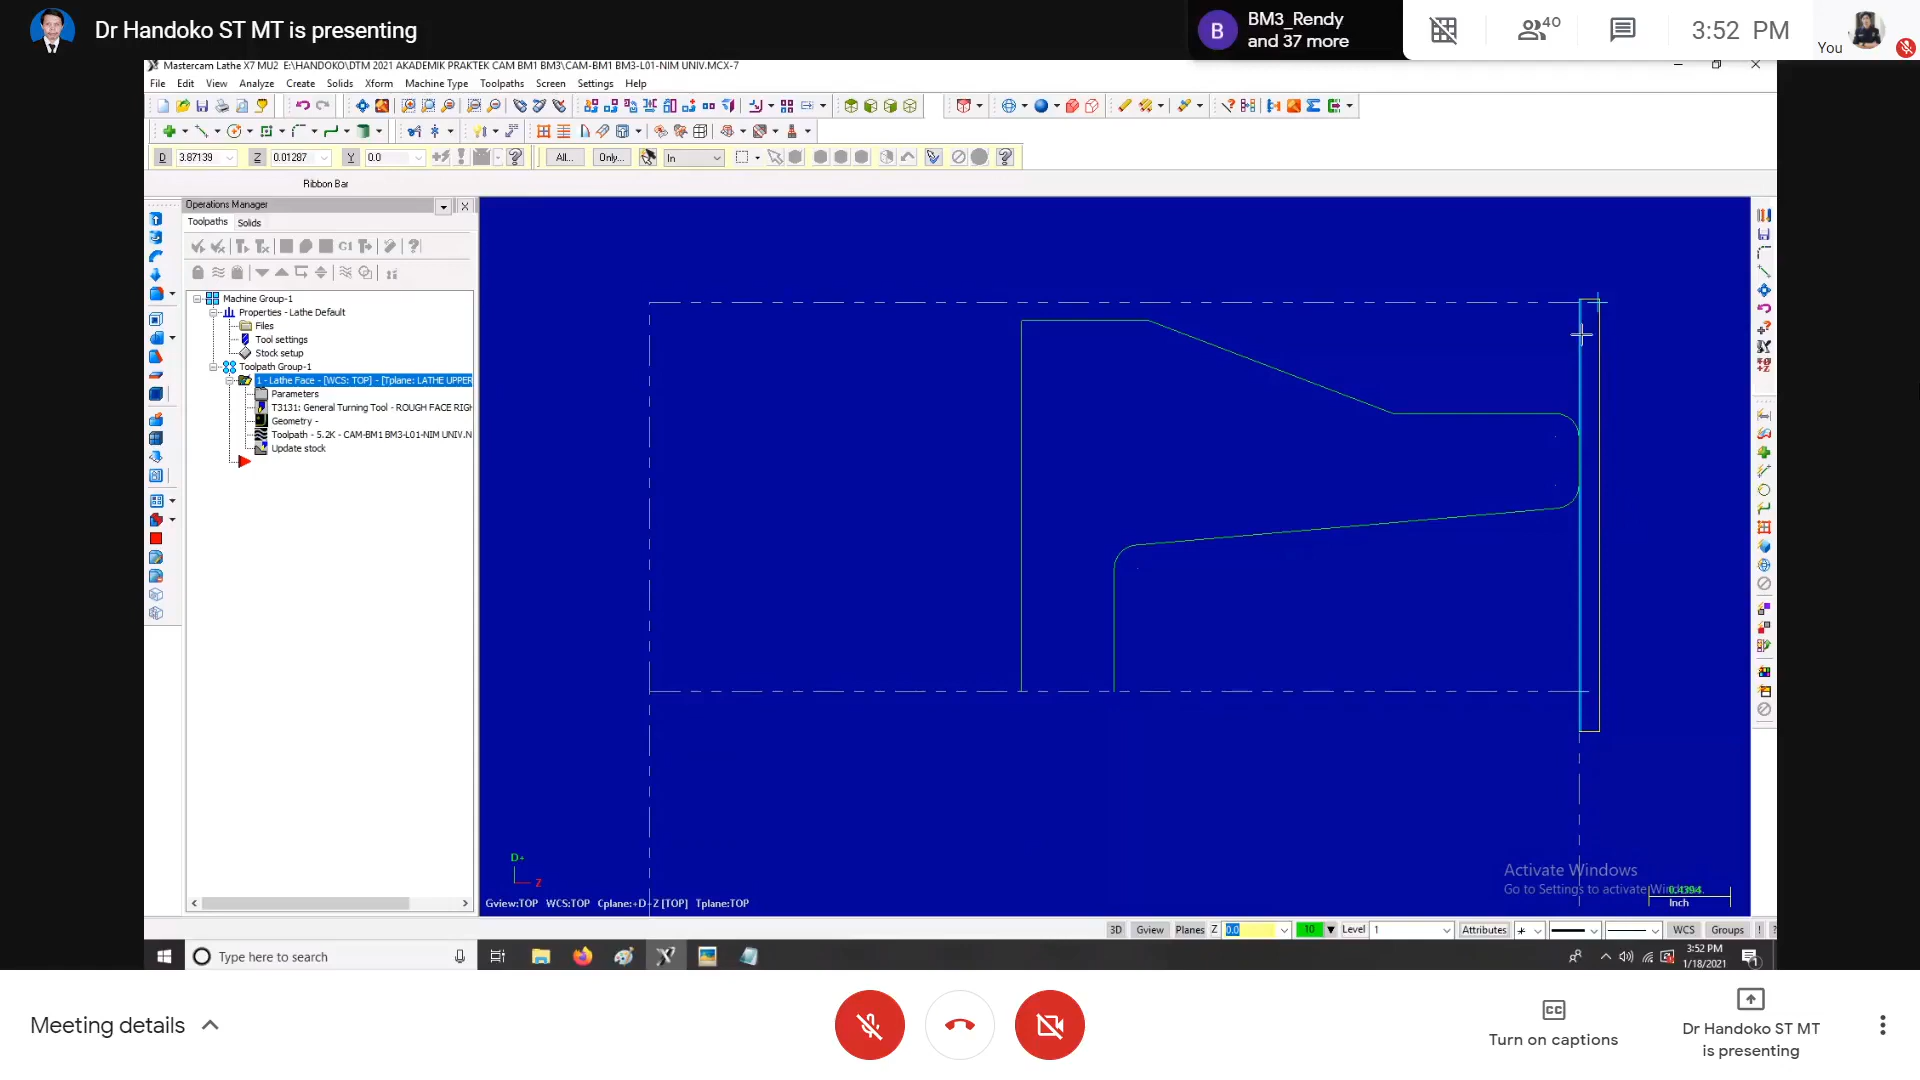 Dr Handoko ST MT is presenting
B
BM3_Rendy
and 37 more
40
3:52 PM
You
Mastercam Lathe X7 MU2 E:\HANDOKO\DTM 2021 AKADEMIK PRAKTEK CAM BM1 BM3\CAM-BM1 BM3-L01-NIM UNIV.MCX-7
File Edit View Analyze Create Solids Xform Machine Type Toolpaths Screen Settings Help
D 3.87139 Z 0.01287 Y 0.0 All... Only... In
Ribbon Bar
Operations Manager
Toolpaths Solids
G1
Machine Group-1
Properties - Lathe Default
Files
Tool settings
Stock setup
Toolpath Group-1
1 - Lathe Face - [WCS: TOP] - [Tplane: LATHE UPPER
Parameters
T3131: General Turning Tool - ROUGH FACE RIGH
Geometry -
Toolpath - 5.2K - CAM-BM1 BM3-L01-NIM UNIV.N
Update stock
D+
Z
Gview:TOP WCS:TOP Cplane:+D+Z [TOP] Tplane:TOP
Activate Windows
Go to Settings to activate Windows.
0.4394
Inch
3D Gview Planes Z 0.0 10 Level 1 Attributes WCS Groups ! ?
Type here to search
3:52 PM
1/18/2021
1
Meeting details
CC
Turn on captions
Dr Handoko ST MT
is presenting